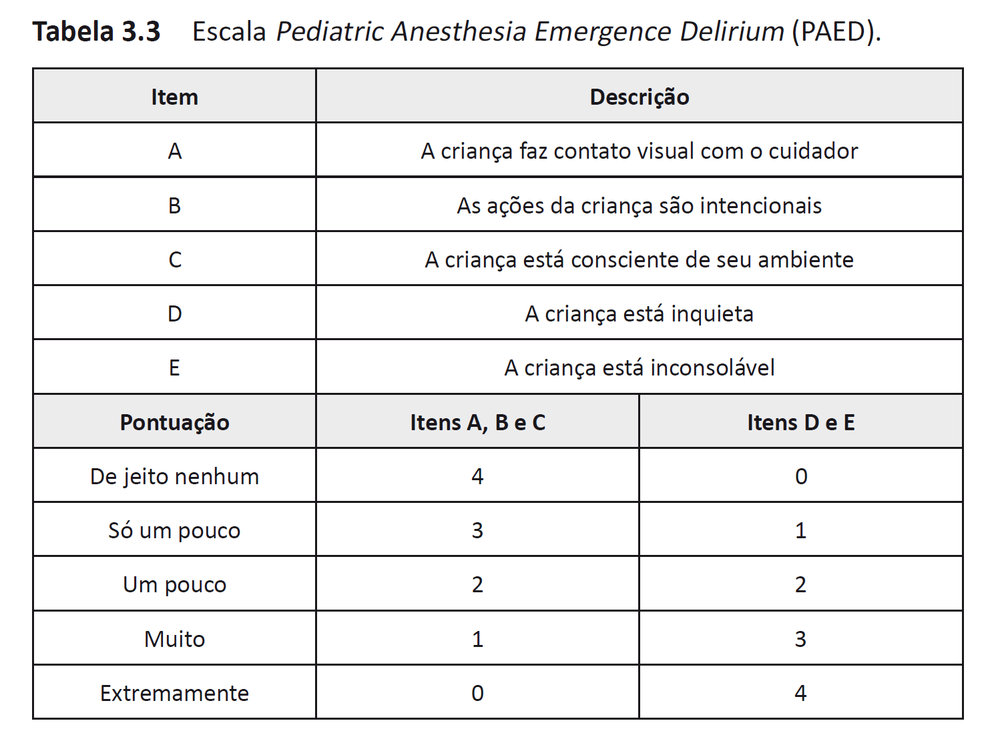 Tabela 3.3 Escala Pediatric Anesthesia Emergence Delirium (PAED).
Item Descrição
A A criança faz contato visual com o cuidador
B As ações da criança são intencionais
C A criança está consciente de seu ambiente
D A criança está inquieta
E A criança está inconsolável
Pontuação Itens A, B e C Itens D e E
De jeito nenhum 4 0
Só um pouco 3 1
Um pouco 2 2
Muito 1 3
Extremamente 0 4